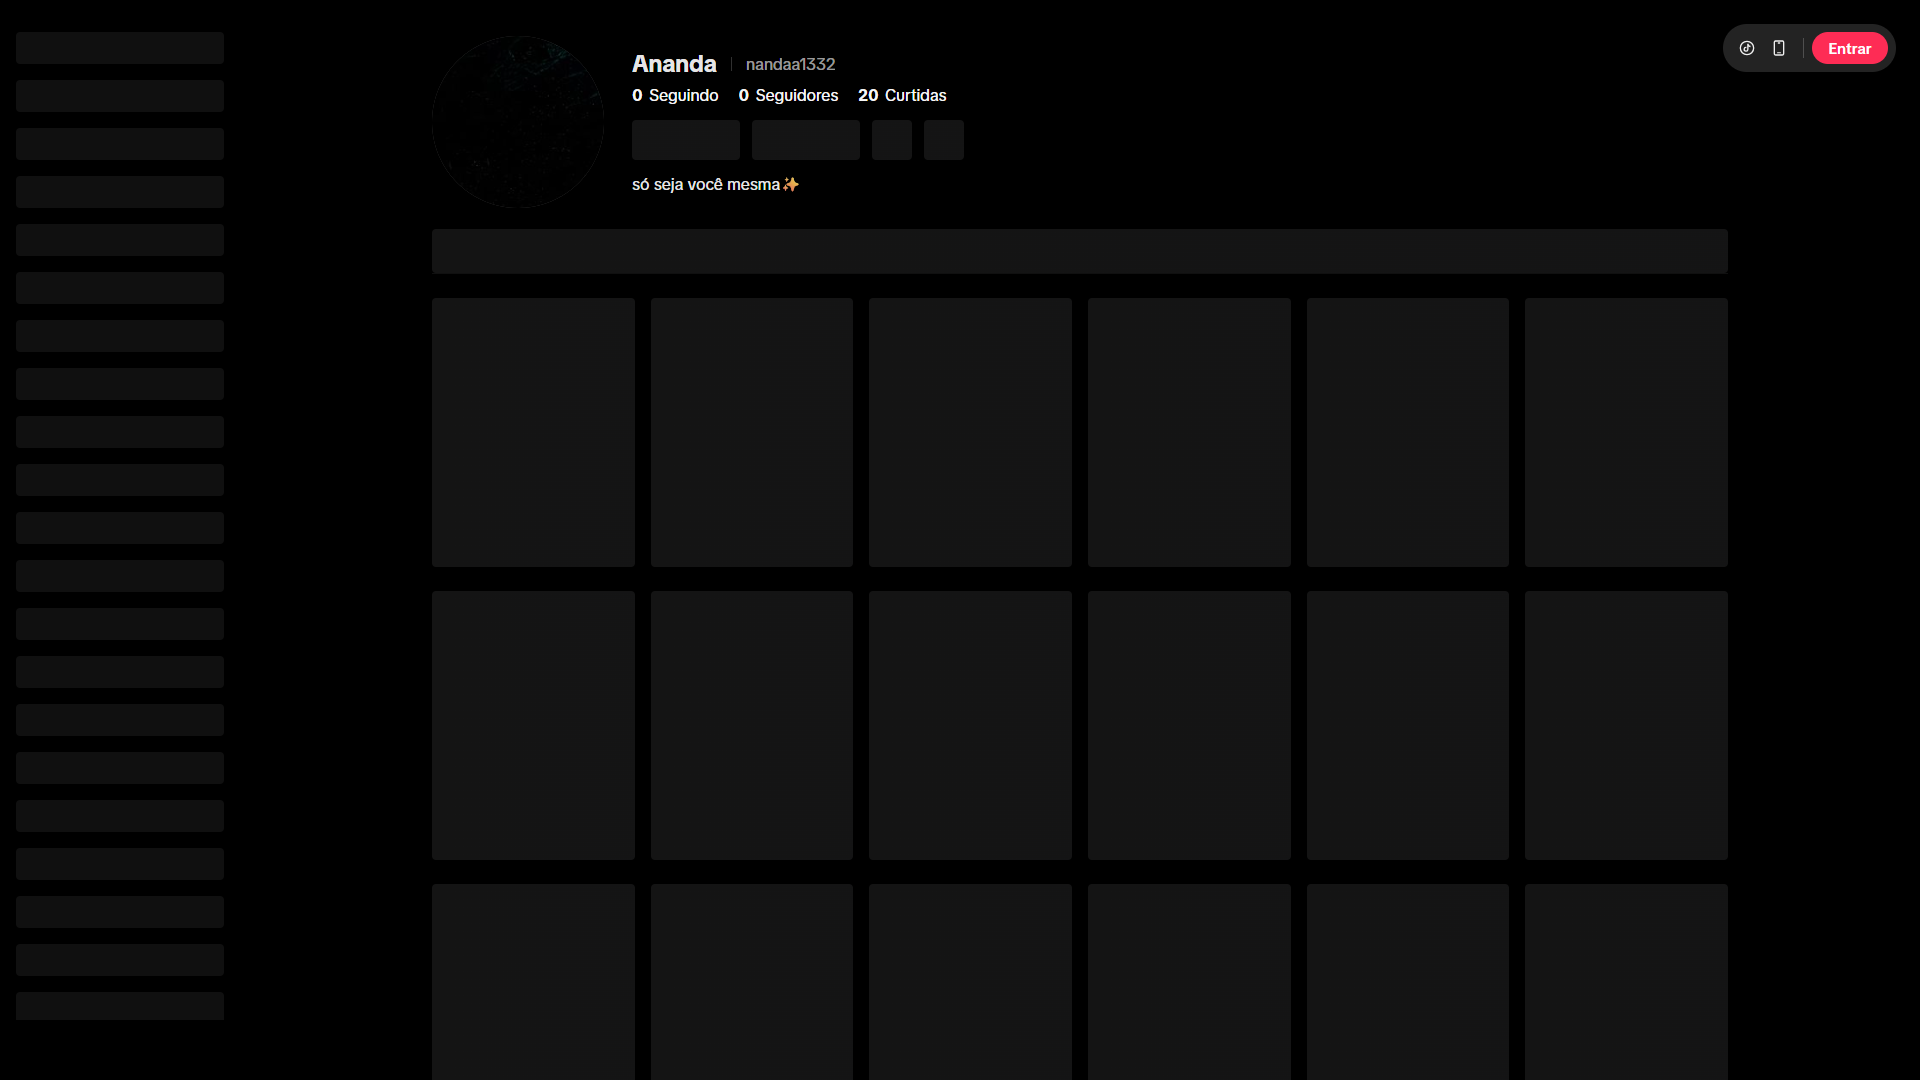 Ananda nandaa1332
0 Seguindo 0 Seguidores 20 Curtidas
só seja você mesma✨
Entrar